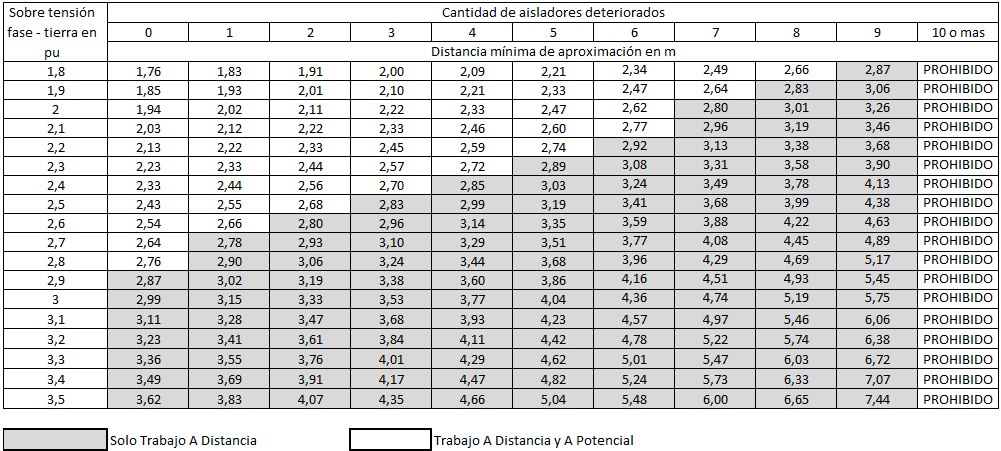 Sobre tensión fase - tierra en pu Cantidad de aisladores deteriorados
0 1 2 3 4 5 6 7 8 9 10 o mas
Distancia mínima de aproximación en m
1,8 1,76 1,83 1,91 2,00 2,09 2,21 2,34 2,49 2,66 2,87 PROHIBIDO
1,9 1,85 1,93 2,01 2,10 2,21 2,33 2,47 2,64 2,83 3,06 PROHIBIDO
2 1,94 2,02 2,11 2,22 2,33 2,47 2,62 2,80 3,01 3,26 PROHIBIDO
2,1 2,03 2,12 2,22 2,33 2,46 2,60 2,77 2,96 3,19 3,46 PROHIBIDO
2,2 2,13 2,22 2,33 2,45 2,59 2,74 2,92 3,13 3,38 3,68 PROHIBIDO
2,3 2,23 2,33 2,44 2,57 2,72 2,89 3,08 3,31 3,58 3,90 PROHIBIDO
2,4 2,33 2,44 2,56 2,70 2,85 3,03 3,24 3,49 3,78 4,13 PROHIBIDO
2,5 2,43 2,55 2,68 2,83 2,99 3,19 3,41 3,68 3,99 4,38 PROHIBIDO
2,6 2,54 2,66 2,80 2,96 3,14 3,35 3,59 3,88 4,22 4,63 PROHIBIDO
2,7 2,64 2,78 2,93 3,10 3,29 3,51 3,77 4,08 4,45 4,89 PROHIBIDO
2,8 2,76 2,90 3,06 3,24 3,44 3,68 3,96 4,29 4,69 5,17 PROHIBIDO
2,9 2,87 3,02 3,19 3,38 3,60 3,86 4,16 4,51 4,93 5,45 PROHIBIDO
3 2,99 3,15 3,33 3,53 3,77 4,04 4,36 4,74 5,19 5,75 PROHIBIDO
3,1 3,11 3,28 3,47 3,68 3,93 4,23 4,57 4,97 5,46 6,06 PROHIBIDO
3,2 3,23 3,41 3,61 3,84 4,11 4,42 4,78 5,22 5,74 6,38 PROHIBIDO
3,3 3,36 3,55 3,76 4,01 4,29 4,62 5,01 5,47 6,03 6,72 PROHIBIDO
3,4 3,49 3,69 3,91 4,17 4,47 4,82 5,24 5,73 6,33 7,07 PROHIBIDO
3,5 3,62 3,83 4,07 4,35 4,66 5,04 5,48 6,00 6,65 7,44 PROHIBIDO
Solo Trabajo A Distancia Trabajo A Distancia y A Potencial